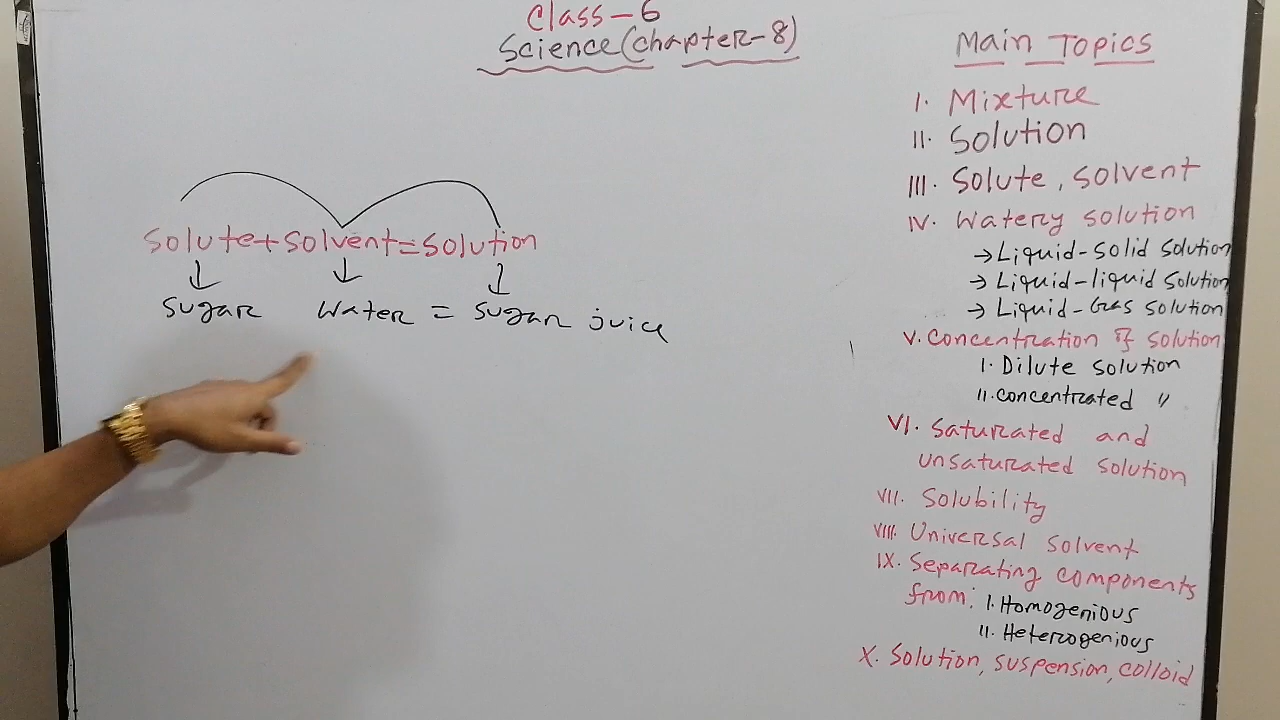 Class-6
Science(chapter-8)
solute+solvent=solution
sugar water = sugar juice
Main Topics
I. Mixture
II. Solution
III. Solute, solvent
IV. Watery solution
→ Liquid-solid solution
→ Liquid-liquid solution
→ Liquid-Gas solution
V. Concentration of solution
I. Dilute solution
II. concentrated "
VI. Saturated and
unsaturated solution
VII. Solubility
VIII. Universal solvent
IX. Separating components
from: I. Homogenious
II. Heterogenious
X. Solution, suspension, colloid